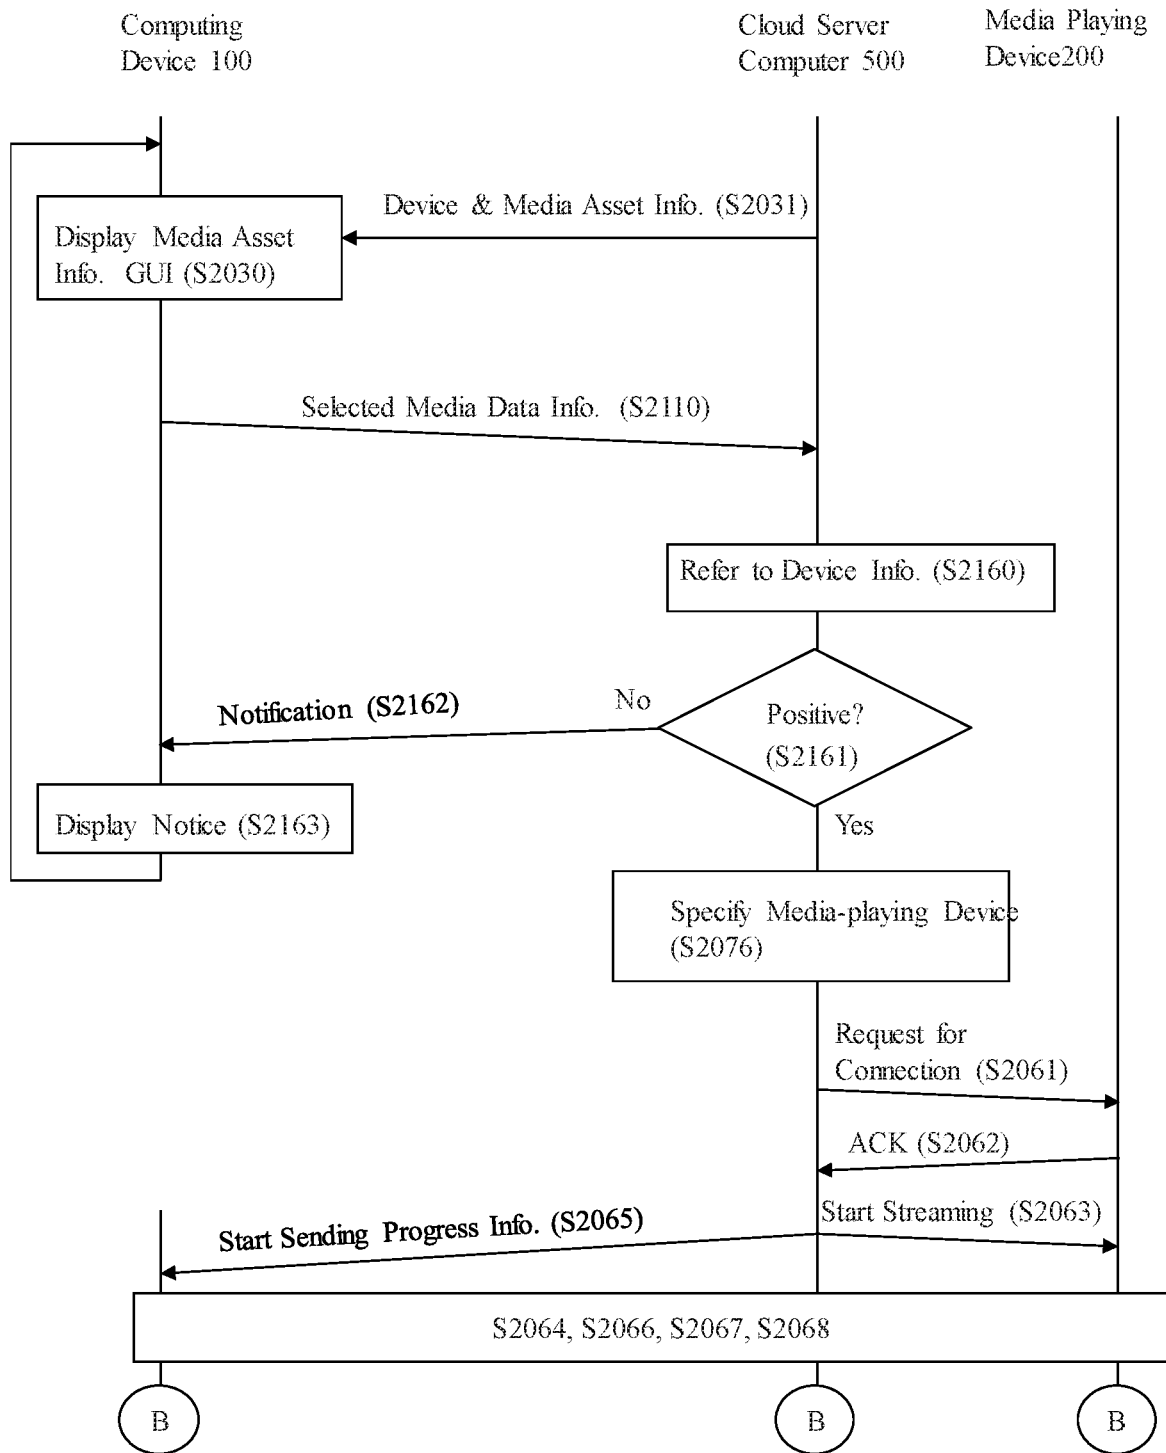 Computing
Device 100
Cloud Server
Computer 500
Media Playing
Device200
Device & Media Asset Info. (S2031)
Display Media Asset
Info. GUI (S2030)
Selected Media Data Info. (S2110)
Refer to Device Info. (S2160)
No
Notification (S2162)
Positive?
(S2161)
Display Notice (S2163)
Yes
Specify Media-playing Device
(S2076)
Request for
Connection (S2061)
ACK (S2062)
Start Sending Progress Info. (S2065)
Start Streaming (S2063)
S2064, S2066, S2067, S2068
B
B
B